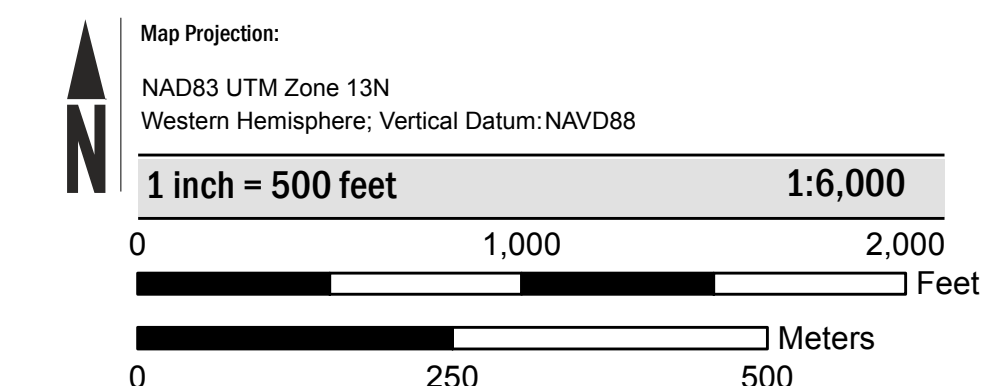 Map Projection:
N
NAD83 UTM Zone 13N
Western Hemisphere; Vertical Datum: NAVD88
1 inch = 500 feet 1:6,000
0 1,000 2,000
Feet
Meters
0 250 500